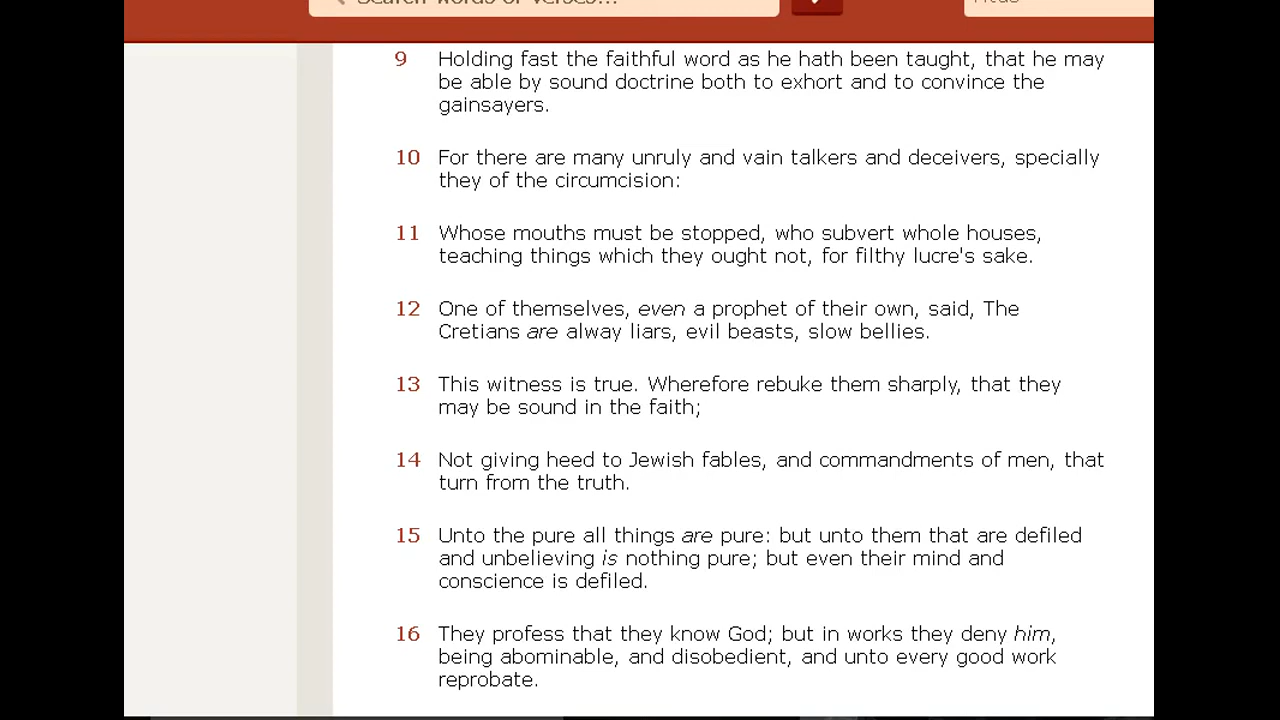 Search words or verses...
Titus
9 Holding fast the faithful word as he hath been taught, that he may
be able by sound doctrine both to exhort and to convince the
gainsayers.
10 For there are many unruly and vain talkers and deceivers, specially
they of the circumcision:
11 Whose mouths must be stopped, who subvert whole houses,
teaching things which they ought not, for filthy lucre's sake.
12 One of themselves, even a prophet of their own, said, The
Cretians are alway liars, evil beasts, slow bellies.
13 This witness is true. Wherefore rebuke them sharply, that they
may be sound in the faith;
14 Not giving heed to Jewish fables, and commandments of men, that
turn from the truth.
15 Unto the pure all things are pure: but unto them that are defiled
and unbelieving is nothing pure; but even their mind and
conscience is defiled.
16 They profess that they know God; but in works they deny him,
being abominable, and disobedient, and unto every good work
reprobate.